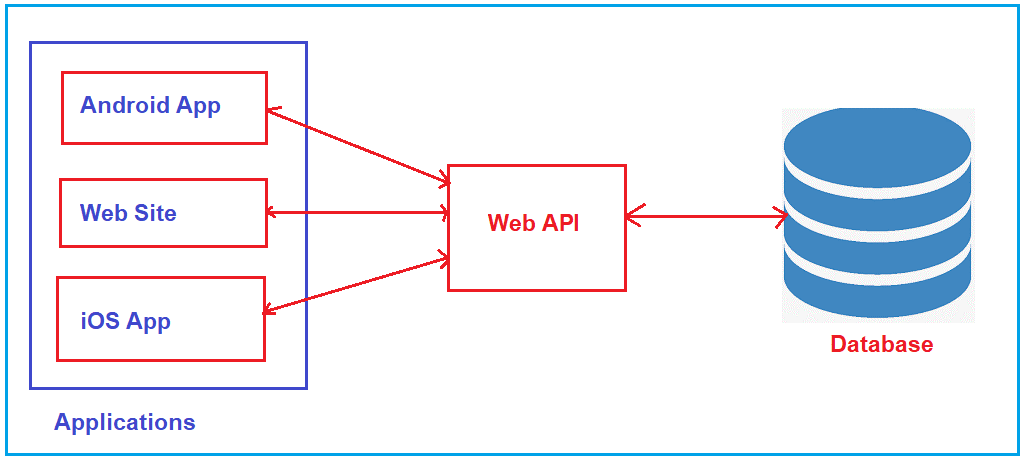 Android App
Web Site
iOS App
Applications
Web API
Database